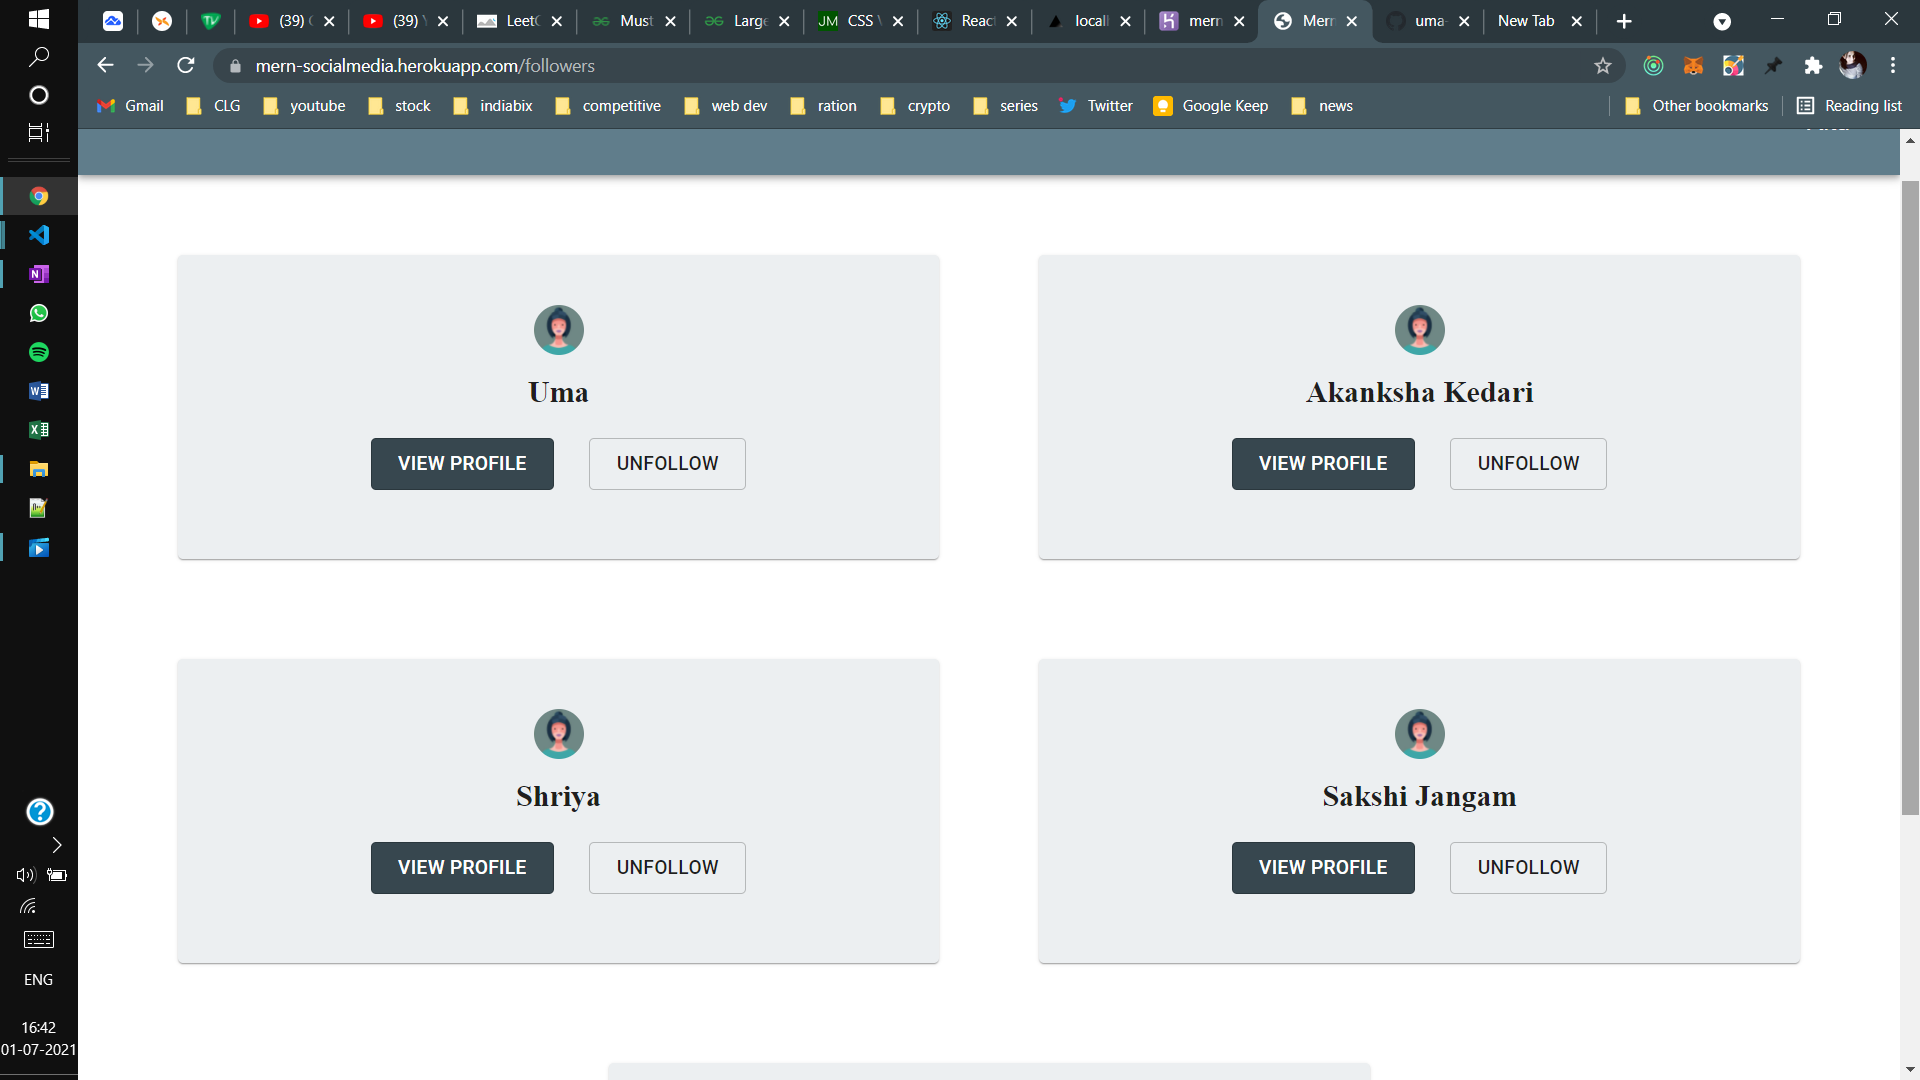 (39)
(39)
LeetC
Must
Large
JM CSS
React
locall
mern
Mern
uma-
New Tab
mern-socialmedia.herokuapp.com/followers
Gmail
CLG
youtube
stock
indiabix
competitive
web dev
ration
crypto
series
Twitter
Google Keep
news
Other bookmarks
Reading list
Uma
VIEW PROFILE
UNFOLLOW
Akanksha Kedari
VIEW PROFILE
UNFOLLOW
Shriya
VIEW PROFILE
UNFOLLOW
Sakshi Jangam
VIEW PROFILE
UNFOLLOW
ENG
16:42
01-07-2021